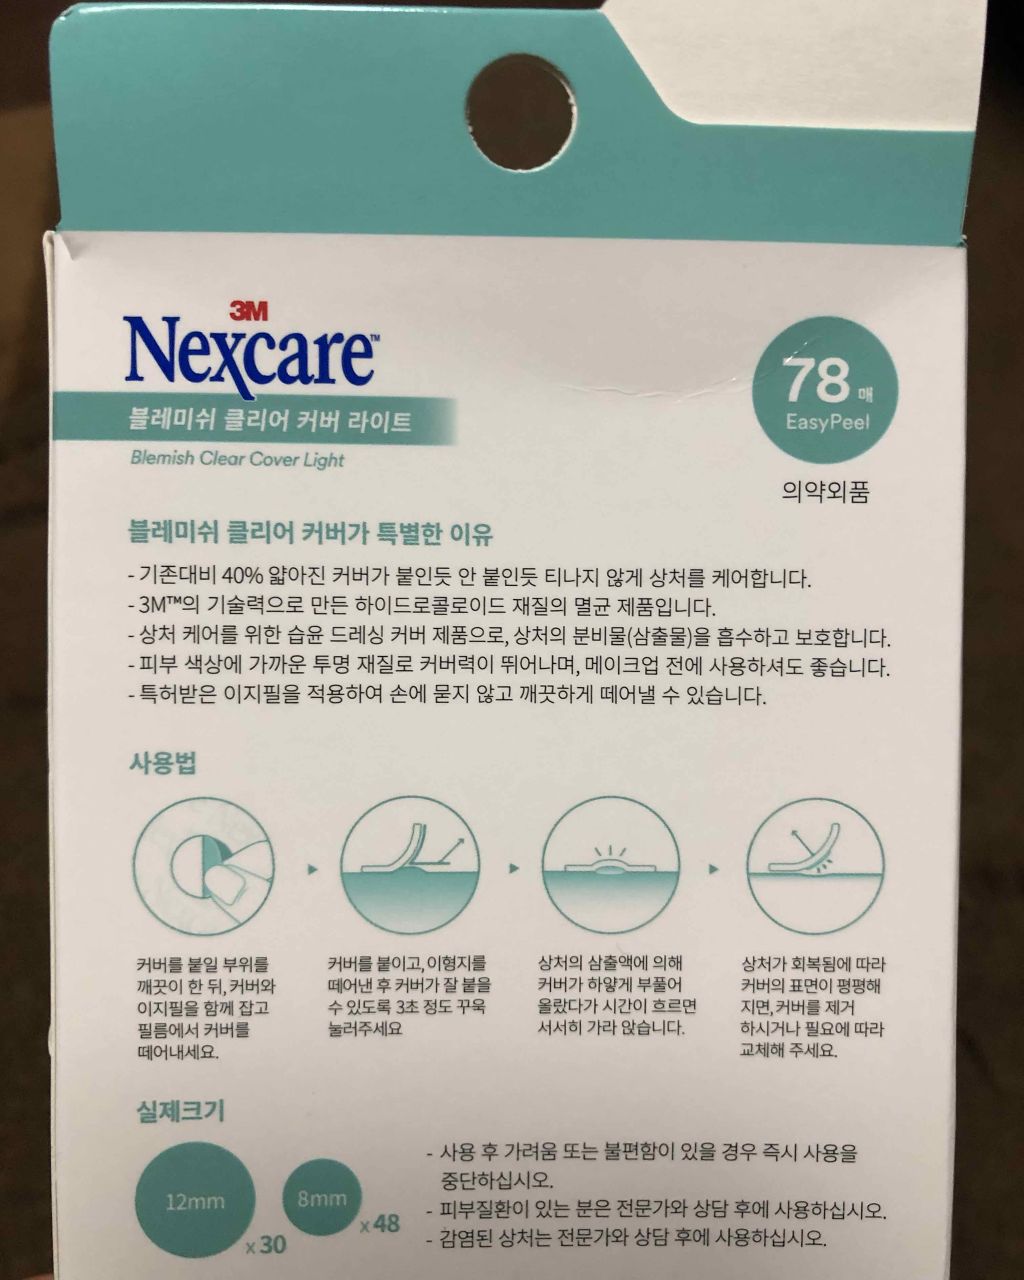 3M
Nexcare™
블레미쉬 클리어 커버 라이트
Blemish Clear Cover Light
78 매
EasyPeel
의약외품
블레미쉬 클리어 커버가 특별한 이유
- 기존대비 40% 얇아진 커버가 붙인듯 안 붙인듯 티나지 않게 상처를 케어합니다.
- 3M™의 기술력으로 만든 하이드로콜로이드 재질의 멸균 제품입니다.
- 상처 케어를 위한 습윤 드레싱 커버 제품으로, 상처의 분비물(삼출물)을 흡수하고 보호합니다.
- 피부 색상에 가까운 투명 재질로 커버력이 뛰어나며, 메이크업 전에 사용하셔도 좋습니다.
- 특허받은 이지필을 적용하여 손에 묻지 않고 깨끗하게 떼어낼 수 있습니다.
사용법
커버를 붙일 부위를
깨끗이 한 뒤, 커버와
이지필을 함께 잡고
필름에서 커버를
떼어내세요.
커버를 붙이고, 이형지를
떼어낸 후 커버가 잘 붙을
수 있도록 3초 정도 꾸욱
눌러주세요
상처의 삼출액에 의해
커버가 하얗게 부풀어
올랐다가 시간이 흐르면
서서히 가라 앉습니다.
상처가 회복됨에 따라
커버의 표면이 평평해
지면, 커버를 제거
하시거나 필요에 따라
교체해 주세요.
실제크기
12mm
x 30
8mm
x 48
- 사용 후 가려움 또는 불편함이 있을 경우 즉시 사용을
중단하십시오.
- 피부질환이 있는 분은 전문가와 상담 후에 사용하십시오.
- 감염된 상처는 전문가와 상담 후에 사용하십시오.